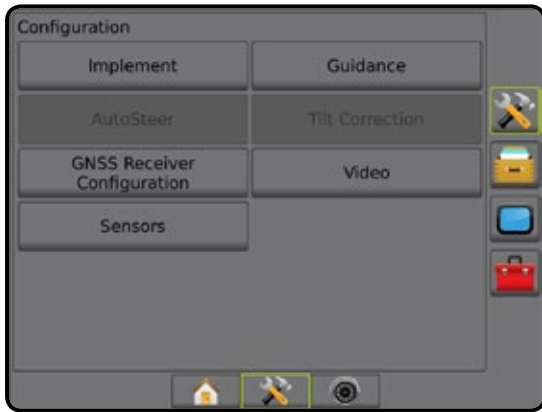 Configuration
Implement
Guidance
AutoSteer
Tilt Correction
GNSS Receiver
Configuration
Video
Sensors